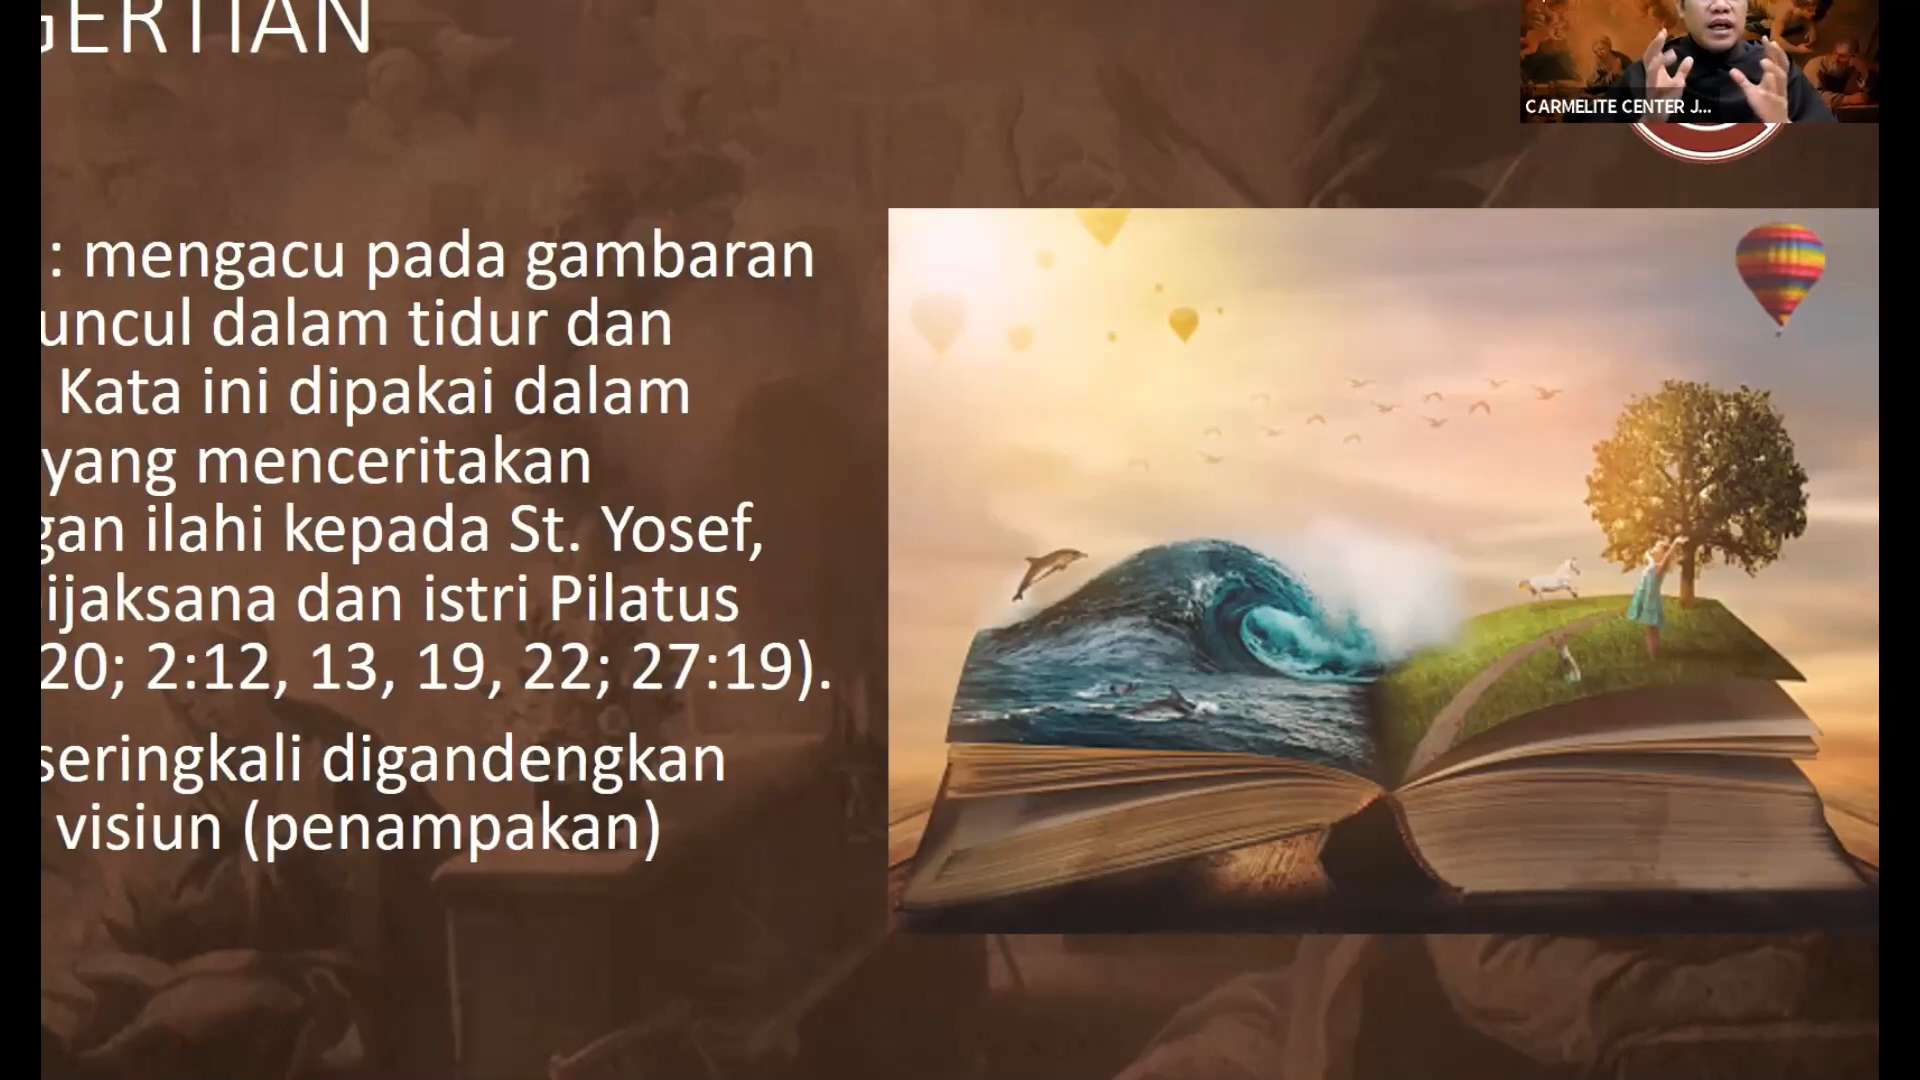 GERTIAN
CARMELITE CENTER J...
: mengacu pada gambaran
uncul dalam tidur dan
Kata ini dipakai dalam
yang menceritakan
gan ilahi kepada St. Yosef,
ijaksana dan istri Pilatus
20; 2:12, 13, 19, 22; 27:19).
seringkali digandengkan
visiun (penampakan)